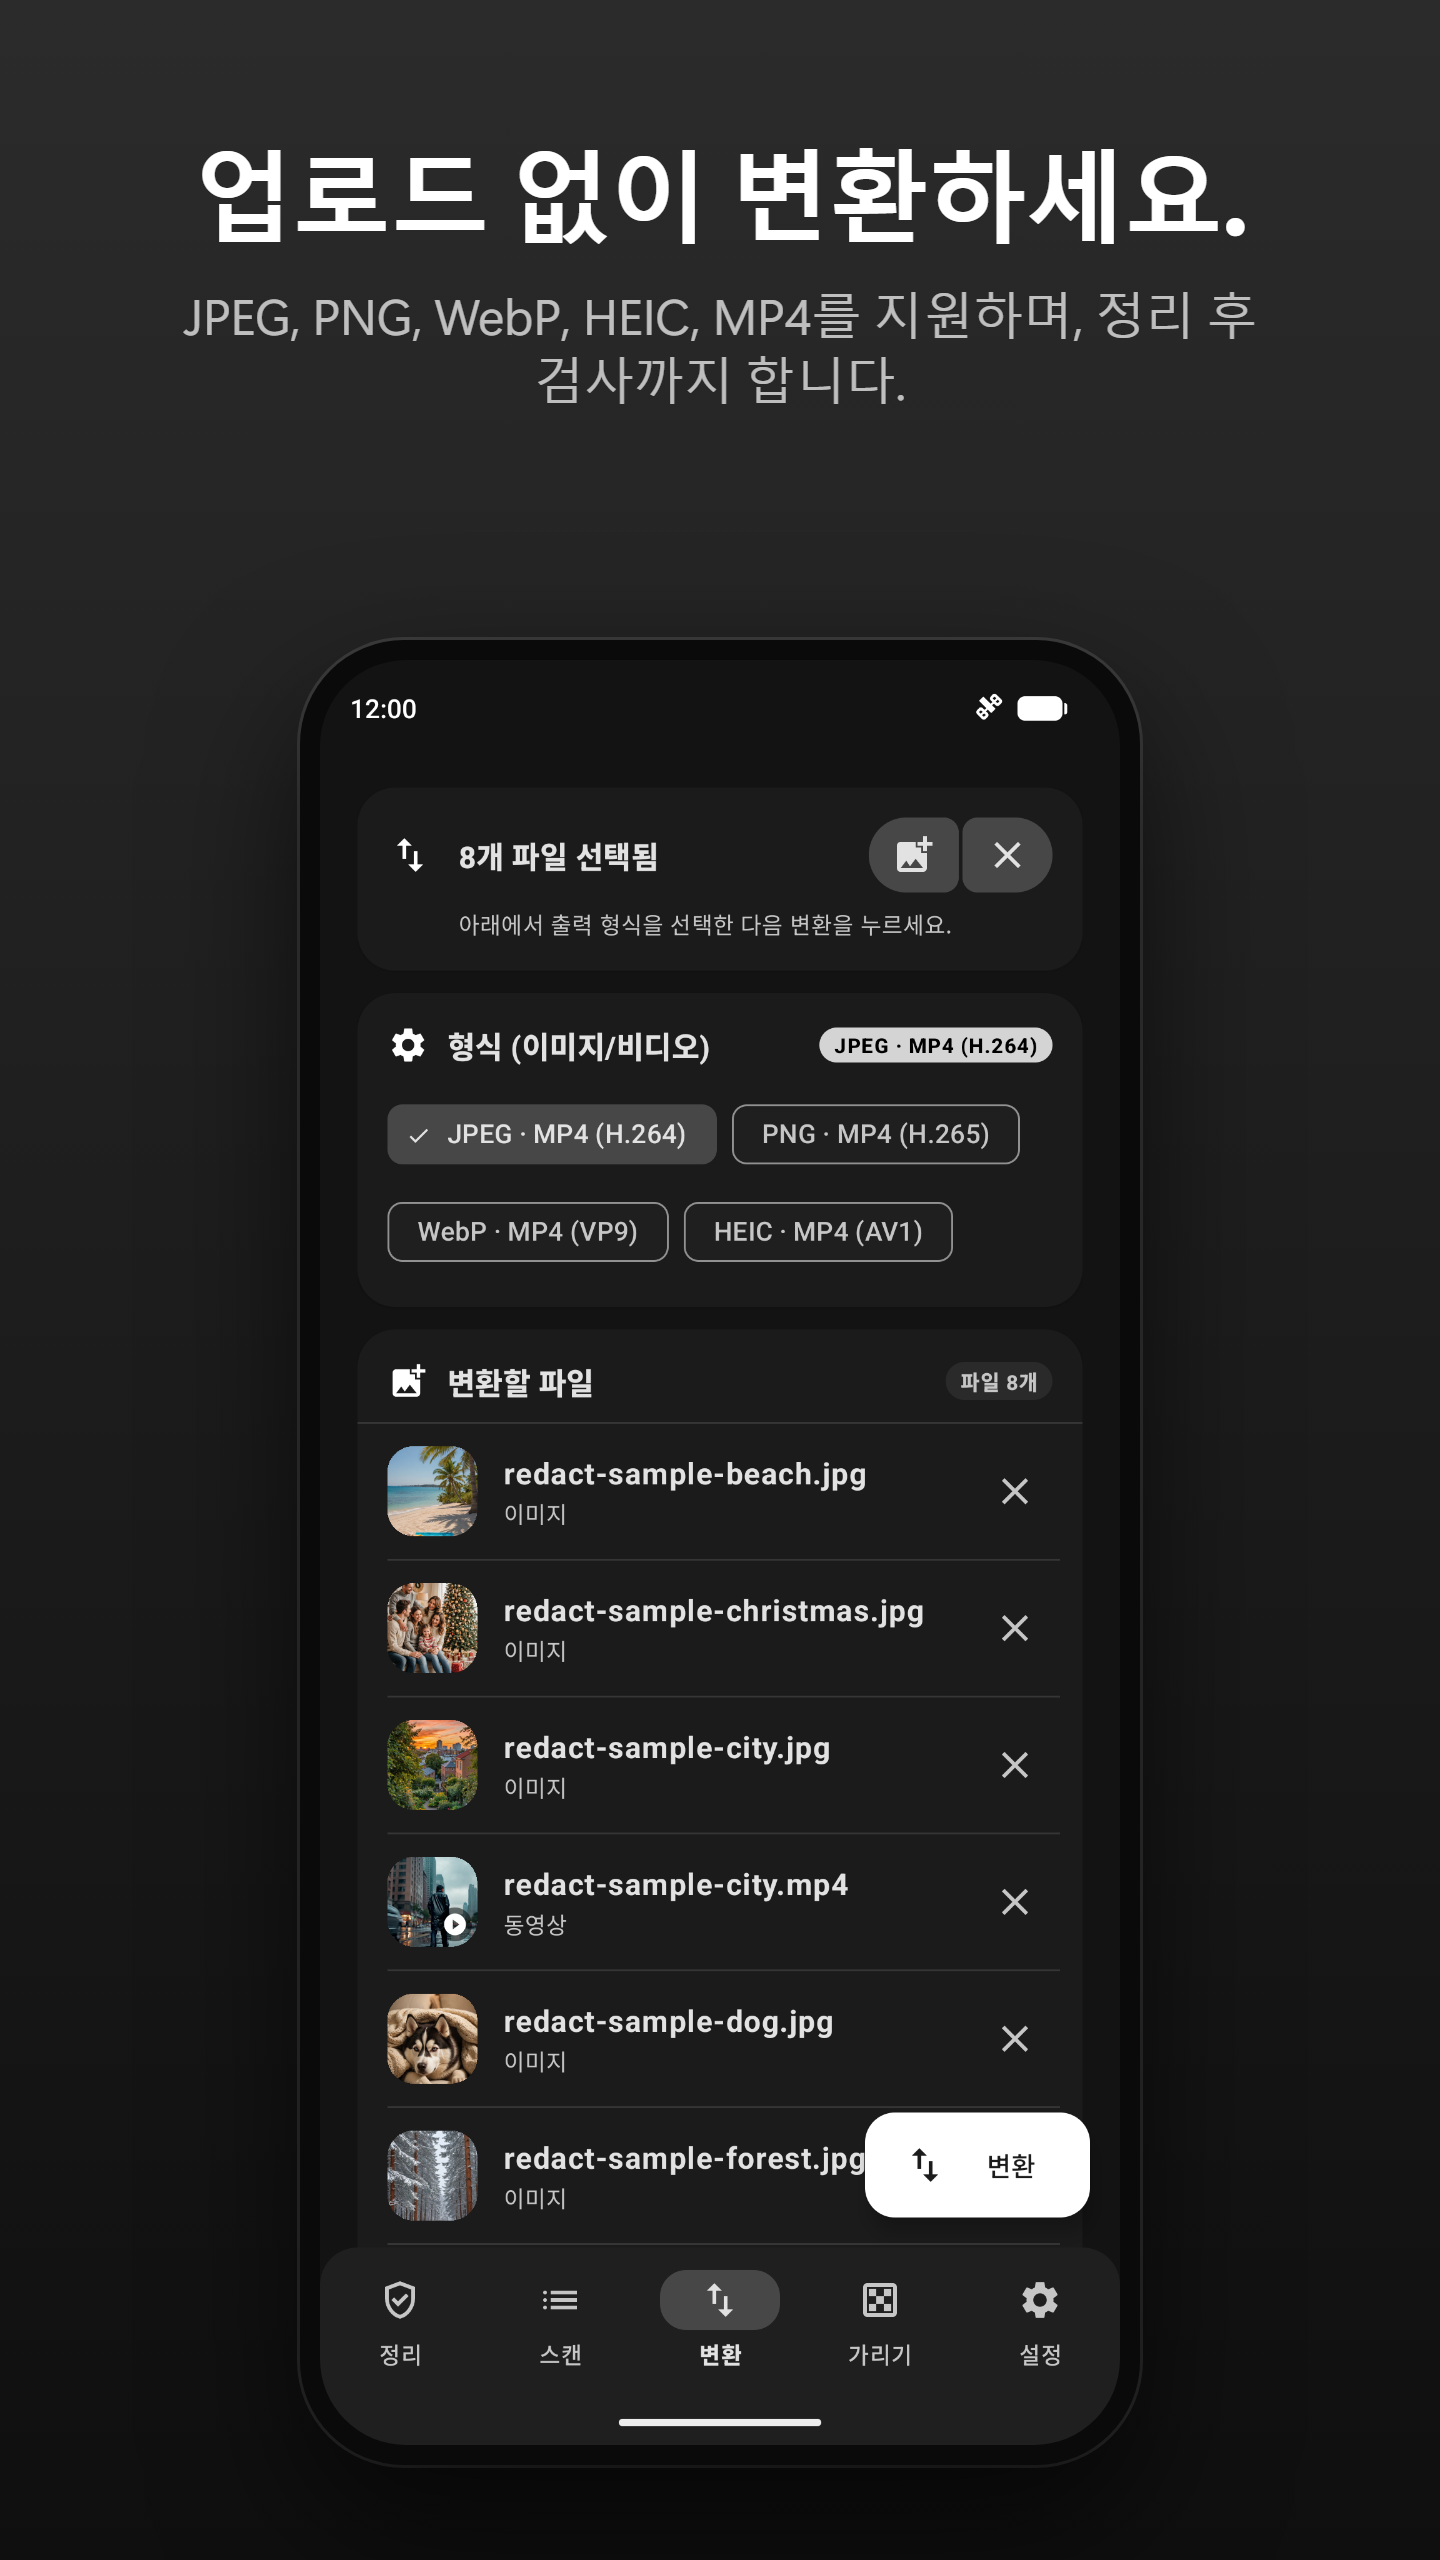 업로드 없이 변환하세요.
JPEG, PNG, WebP, HEIC, MP4를 지원하며, 정리 후
검사까지 합니다.
12:00
8개 파일 선택됨
아래에서 출력 형식을 선택한 다음 변환을 누르세요.
형식 (이미지/비디오)
JPEG · MP4 (H.264)
JPEG · MP4 (H.264)
PNG · MP4 (H.265)
WebP · MP4 (VP9)
HEIC · MP4 (AV1)
변환할 파일
파일 8개
redact-sample-beach.jpg
이미지
redact-sample-christmas.jpg
이미지
redact-sample-city.jpg
이미지
redact-sample-city.mp4
동영상
redact-sample-dog.jpg
이미지
redact-sample-forest.jpg
이미지
변환
정리
스캔
변환
가리기
설정